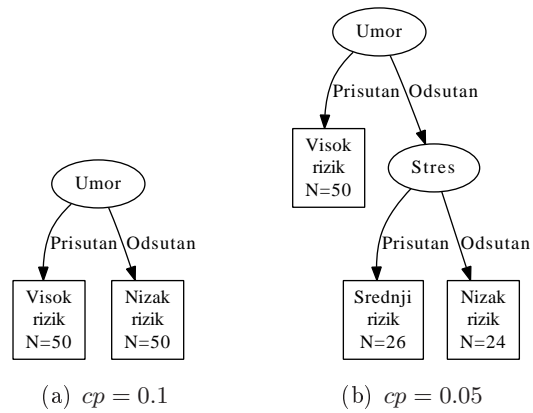 Umor
Prisutan Odsutan
Visok
rizik
N=50
Nizak
rizik
N=50
(a) cp = 0.1
Umor
Prisutan Odsutan
Visok
rizik
N=50
Stres
Prisutan Odsutan
Srednji
rizik
N=26
Nizak
rizik
N=24
(b) cp = 0.05